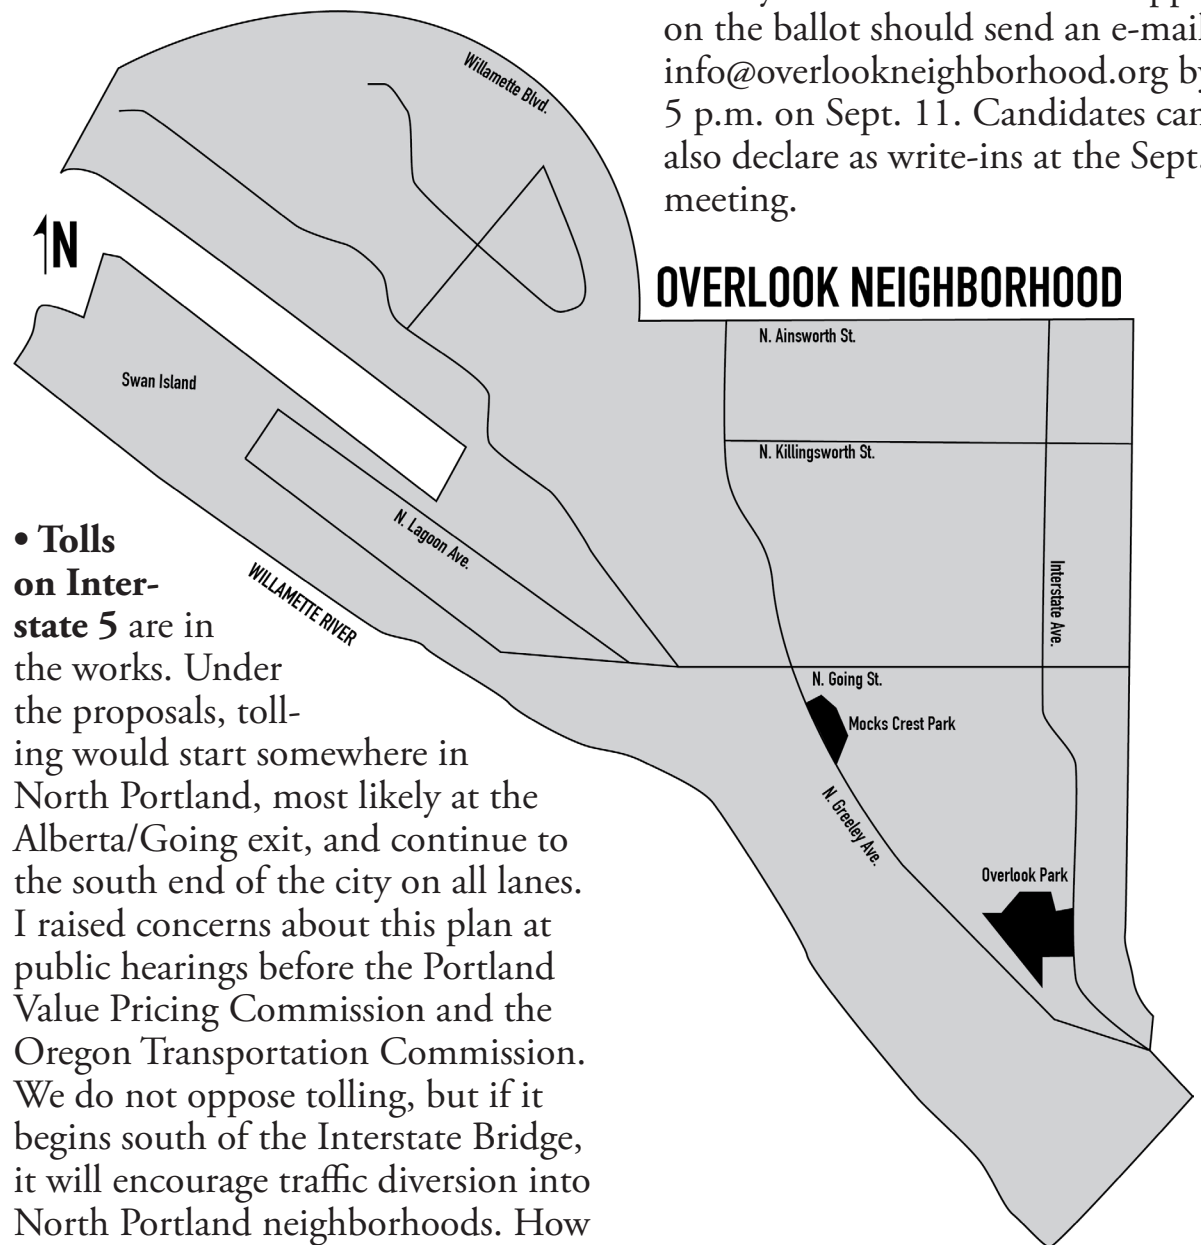 on the ballot should send an e-mail
info@overlookneighborhood.org by
5 p.m. on Sept. 11. Candidates can
also declare as write-ins at the Sept.
meeting.
Willamette Blvd.
N
OVERLOOK NEIGHBORHOOD
N. Ainsworth St.
Swan Island
N. Killingsworth St.
N. Lagoon Ave.
WILLAMETTE RIVER
Interstate Ave.
N. Going St.
Mocks Crest Park
N. Greeley Ave.
Overlook Park
• Tolls
on Inter-
state 5 are in
the works. Under
the proposals, toll-
ing would start somewhere in
North Portland, most likely at the
Alberta/Going exit, and continue to
the south end of the city on all lanes.
I raised concerns about this plan at
public hearings before the Portland
Value Pricing Commission and the
Oregon Transportation Commission.
We do not oppose tolling, but if it
begins south of the Interstate Bridge,
it will encourage traffic diversion into
North Portland neighborhoods. How